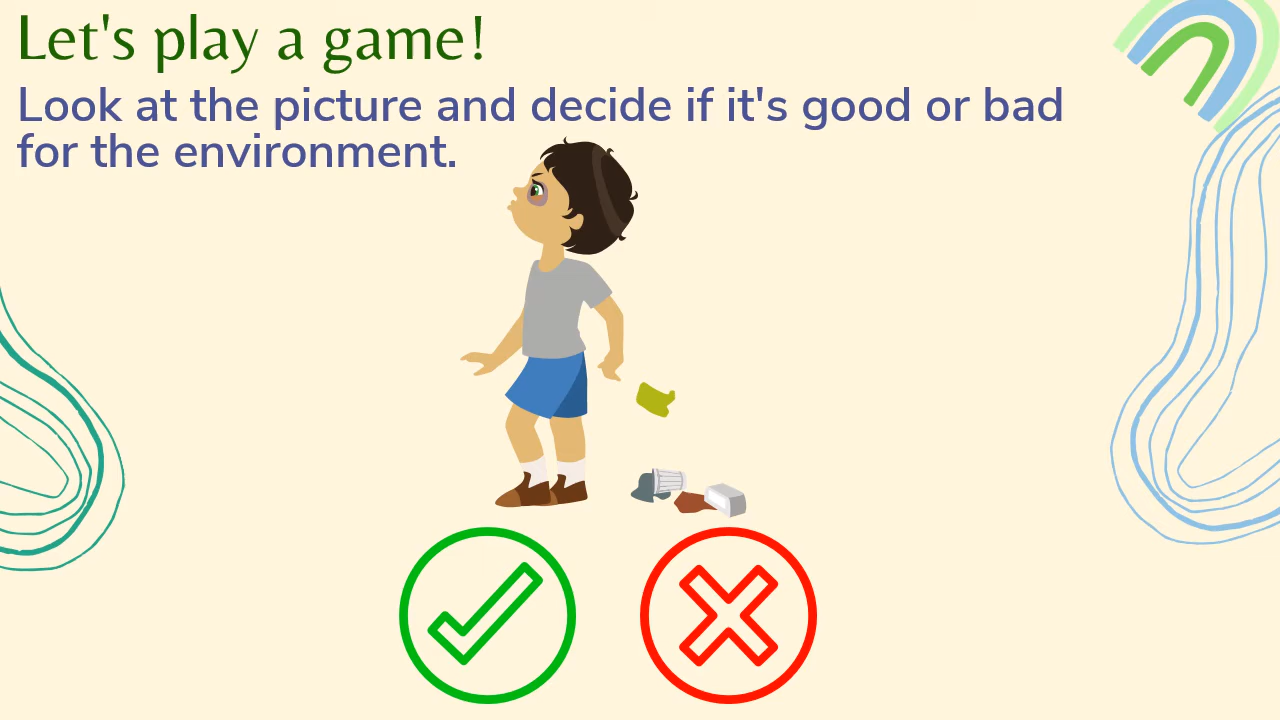 Let's play a game!
Look at the picture and decide if it's good or bad
for the environment.